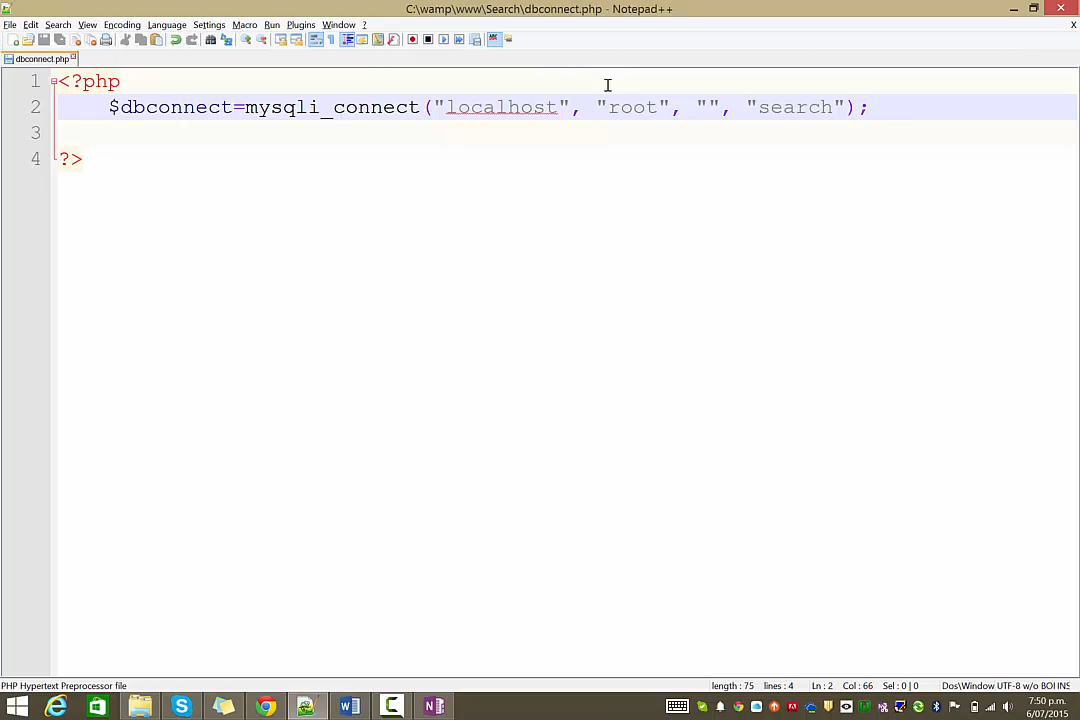 C:\wamp\www\Search\dbconnect.php - Notepad++
File Edit Search View Encoding Language Settings Macro Run Plugins Window ? X
dbconnect.php
1 <?php
2 $dbconnect=mysqli_connect("localhost", "root", "", "search");
3
4 ?>
PHP Hypertext Preprocessor file length : 75 lines : 4 Ln : 2 Col : 66 Sel : 0 | 0 Dos\Window UTF-8 w/o BOI INS
7:50 p.m.
6/07/2015